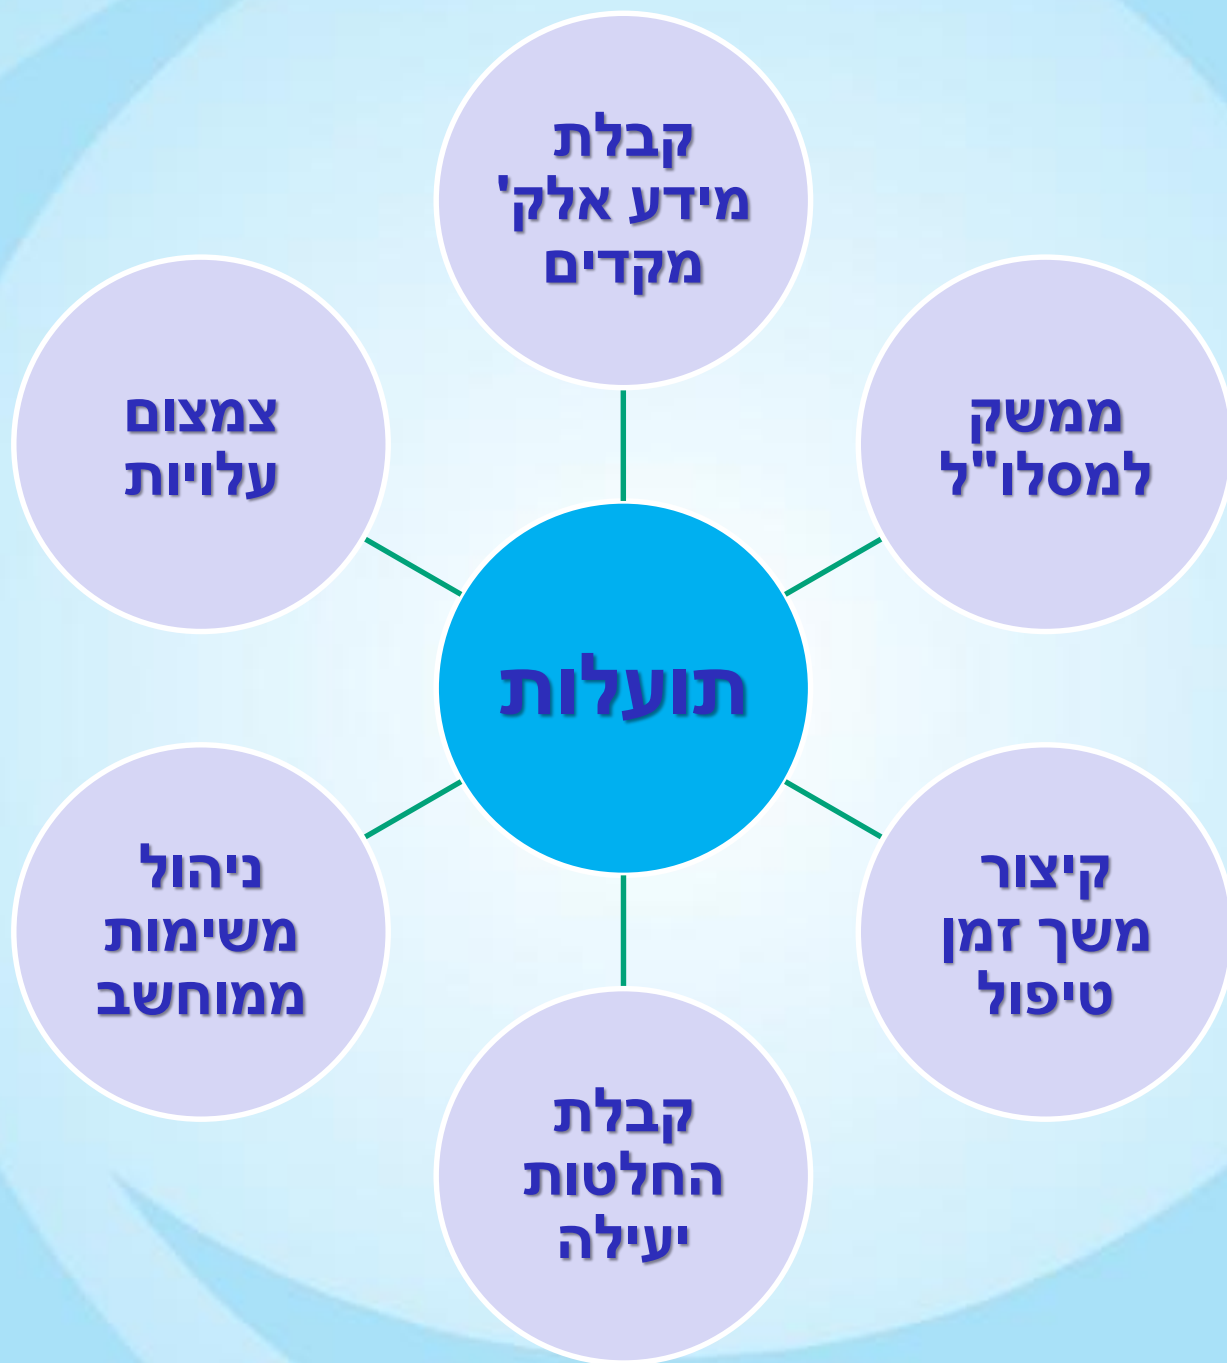 קבלת
מידע אלק'
מקדים
ממשק
למסלו"ל
קיצור
משך זמן
טיפול
קבלת
החלטות
יעילה
ניהול
משימות
ממוחשב
צמצום
עלויות
תועלות